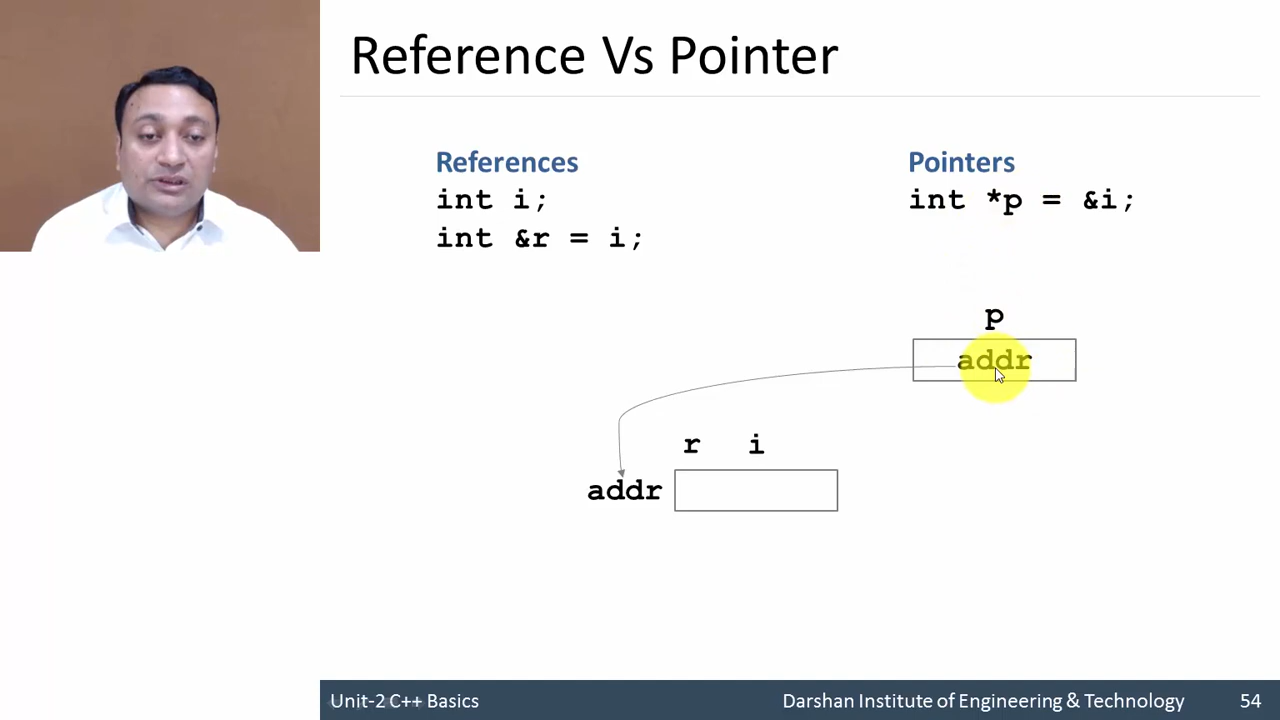 Reference Vs Pointer
References
int i;
int &r = i;
Pointers
int *p = &i;
p
addr
r i
addr
Unit-2 C++ Basics
Darshan Institute of Engineering & Technology
54